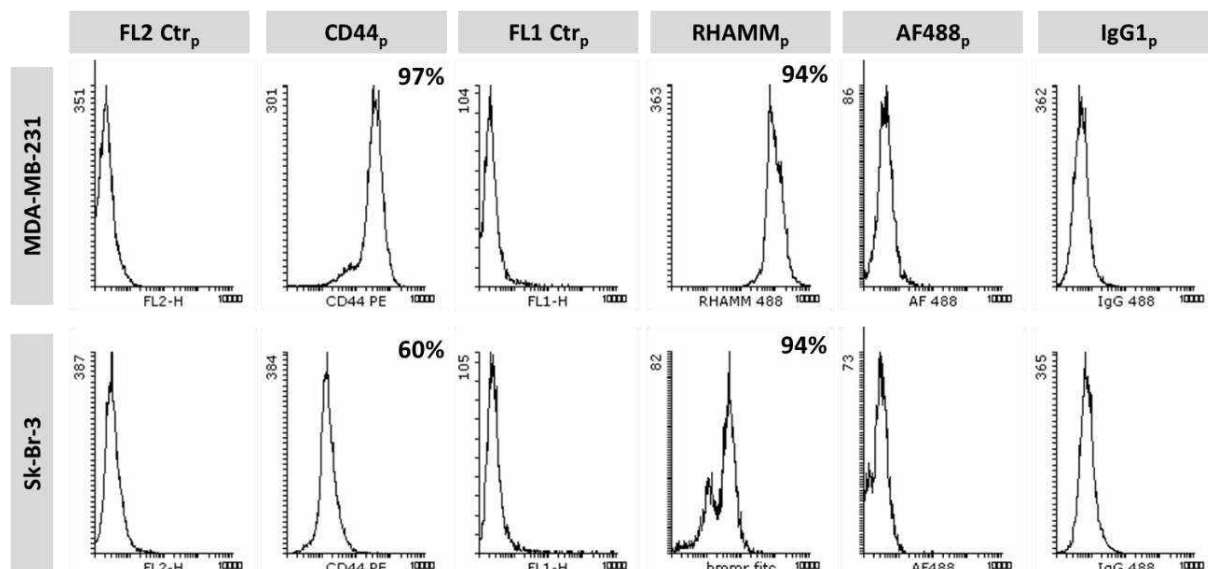 FL2 Ctrp CD44p FL1 Ctrp RHAMMp AF488p IgG1p
MDA-MB-231
351 301 97% 104 363 94% 86 362
10000 10000 10000 10000 10000 10000
FL2-H CD44 PE FL1-H RHAMM 488 AF 488 IgG 488
Sk-Br-3
387 384 60% 105 82 94% 73 365
10000 10000 10000 10000 10000 10000
FL2-H CD44 PE FL1-H hmmr fitc AF488 IgG 488